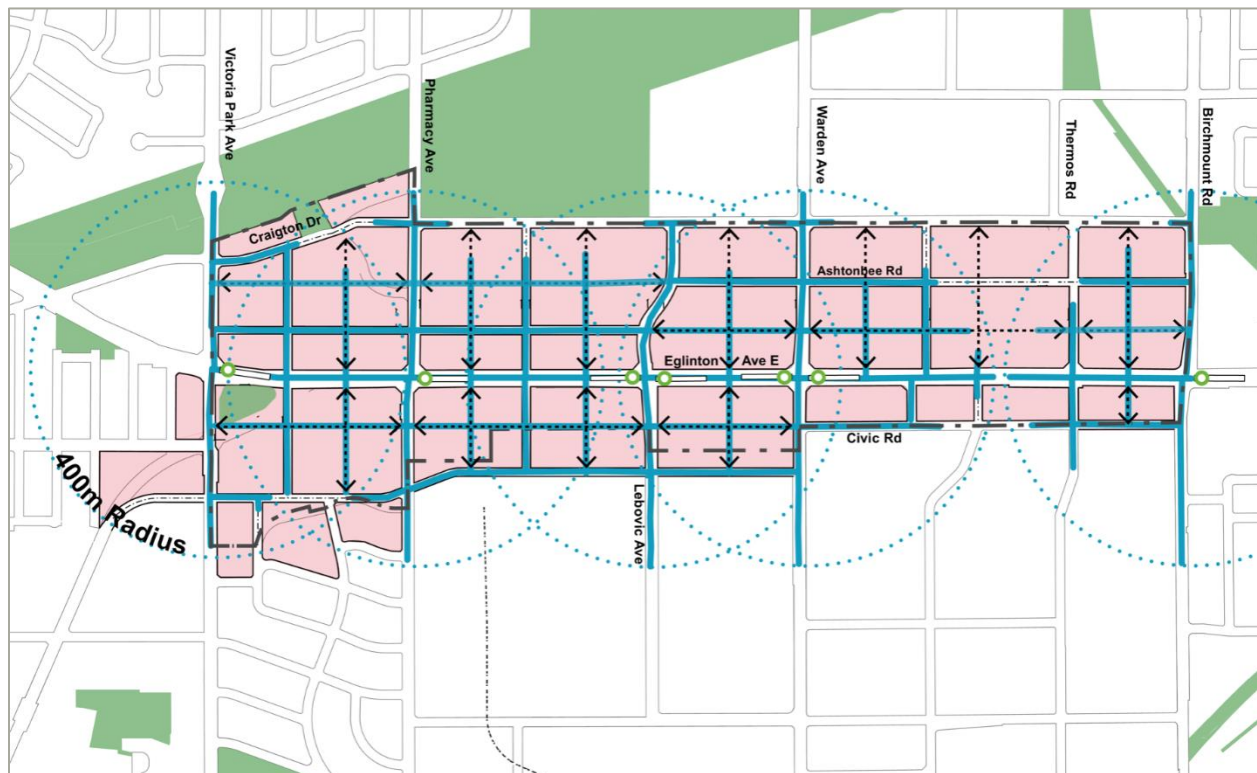 Victoria Park Ave
Pharmacy Ave
Warden Ave
Thermos Rd
Birchmount Rd
Craigton Dr
Ashtonbee Rd
Eglinton Ave E
Civic Rd
400m Radius
Lebovic Ave